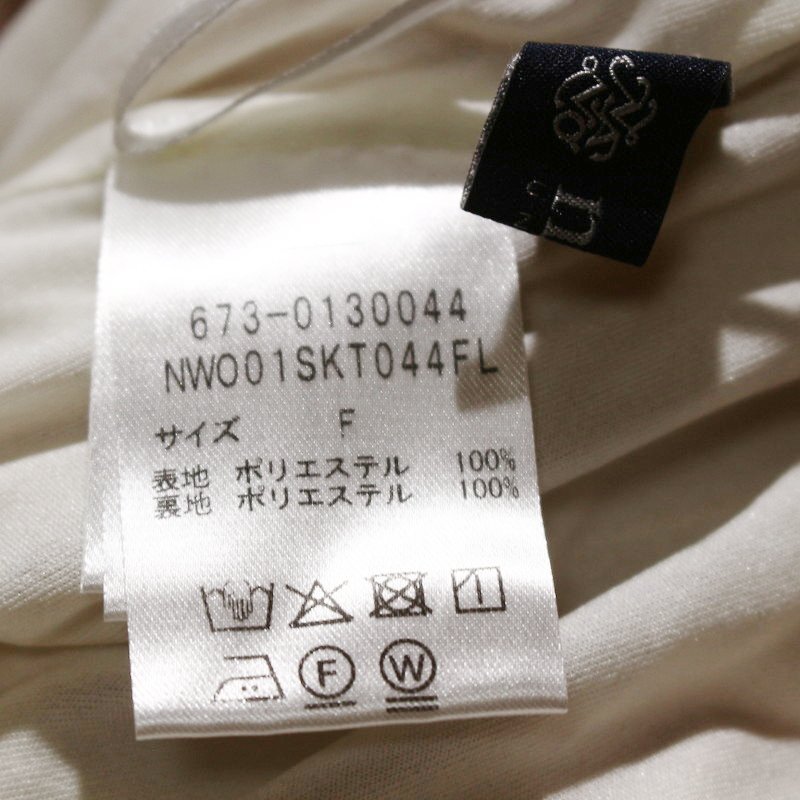 673-0130044
NW001SKT044FL
サイズ F
表地 ポリエステル 100%
裏地 ポリエステル 100%
F
W